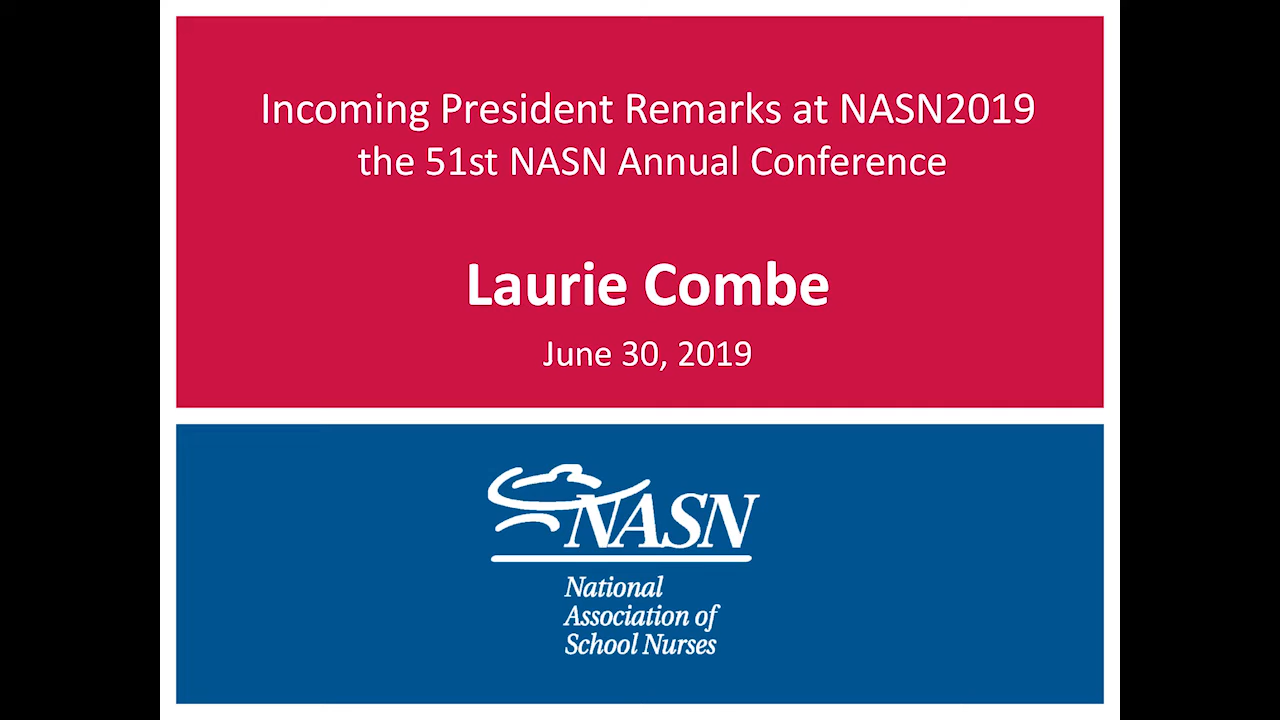 Incoming President Remarks at NASN2019
the 51st NASN Annual Conference
Laurie Combe
June 30, 2019
NASN
National
Association of
School Nurses